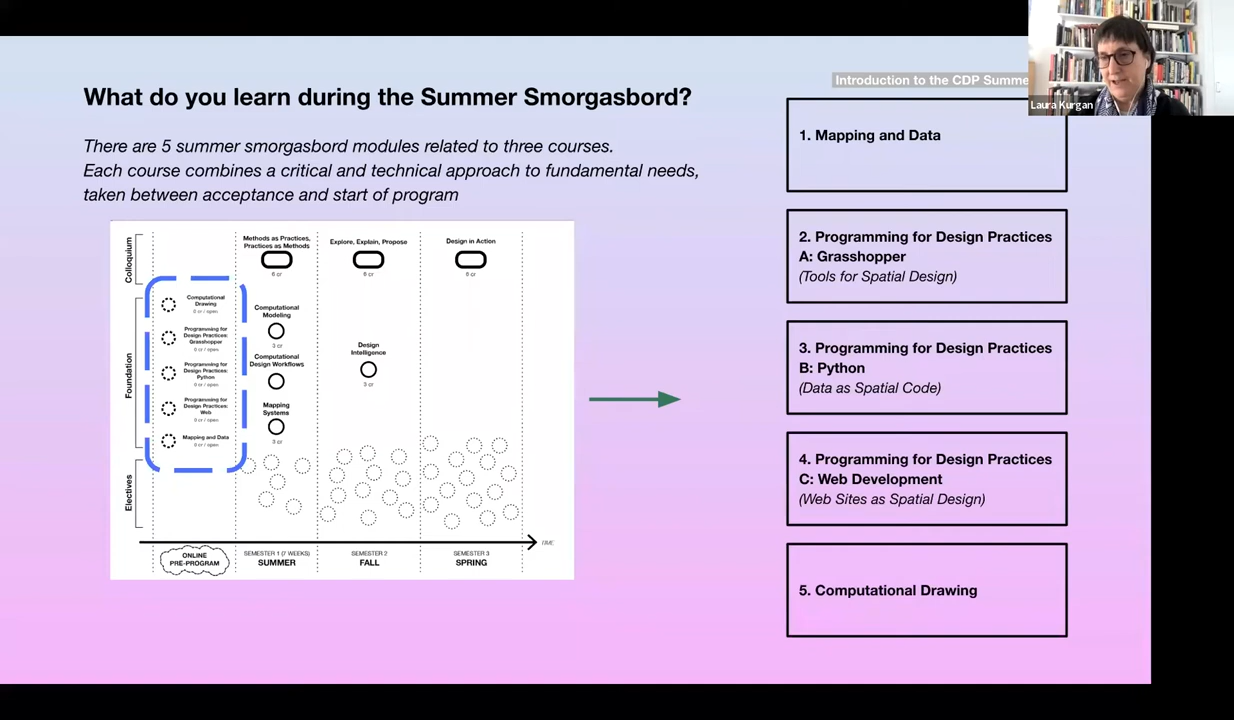 Introduction to the CDP Summe
Laura Kurgan
What do you learn during the Summer Smorgasbord?
There are 5 summer smorgasbord modules related to three courses.
Each course combines a critical and technical approach to fundamental needs,
taken between acceptance and start of program
Colloquium
Foundation
Electives
Methods as Practices,
Practices as Methods
6 cr
Explore, Explain, Propose
6 cr
Design in Action
6 cr
Computational
Drawing
0 cr / open
Programming for
Design Practices:
Grasshopper
0 cr / open
Programming for
Design Practices:
Python
0 cr / open
Programming for
Design Practices:
Web
0 cr / open
Mapping and Data
0 cr / open
Computational
Modeling
3 cr
Computational
Design Workflows
Mapping
Systems
3 cr
Design
Intelligence
3 cr
TIME
ONLINE
PRE-PROGRAM
SEMESTER 1 (7 WEEKS)
SUMMER
SEMESTER 2
FALL
SEMESTER 3
SPRING
1. Mapping and Data
2. Programming for Design Practices
A: Grasshopper
(Tools for Spatial Design)
3. Programming for Design Practices
B: Python
(Data as Spatial Code)
4. Programming for Design Practices
C: Web Development
(Web Sites as Spatial Design)
5. Computational Drawing